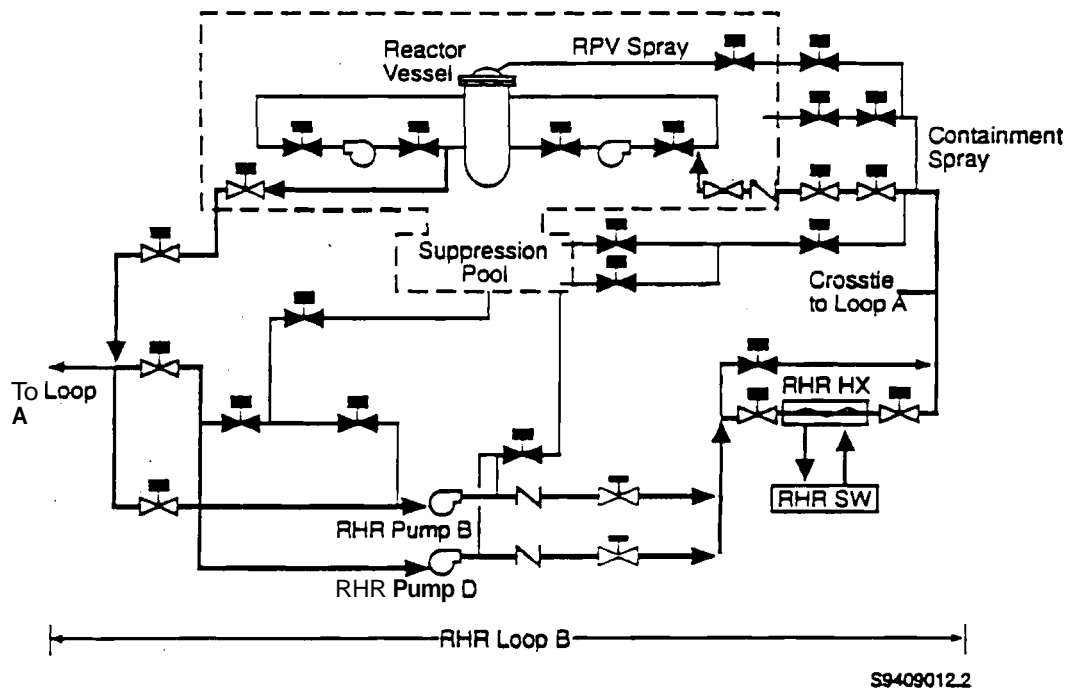 Reactor
Vessel
RPV Spray
Containment
Spray
Suppression
Pool
Crosstie
to Loop A
To Loop
A
RHR HX
RHR SW
RHR Pump B
RHR Pump D
RHR Loop B
S9409012.2